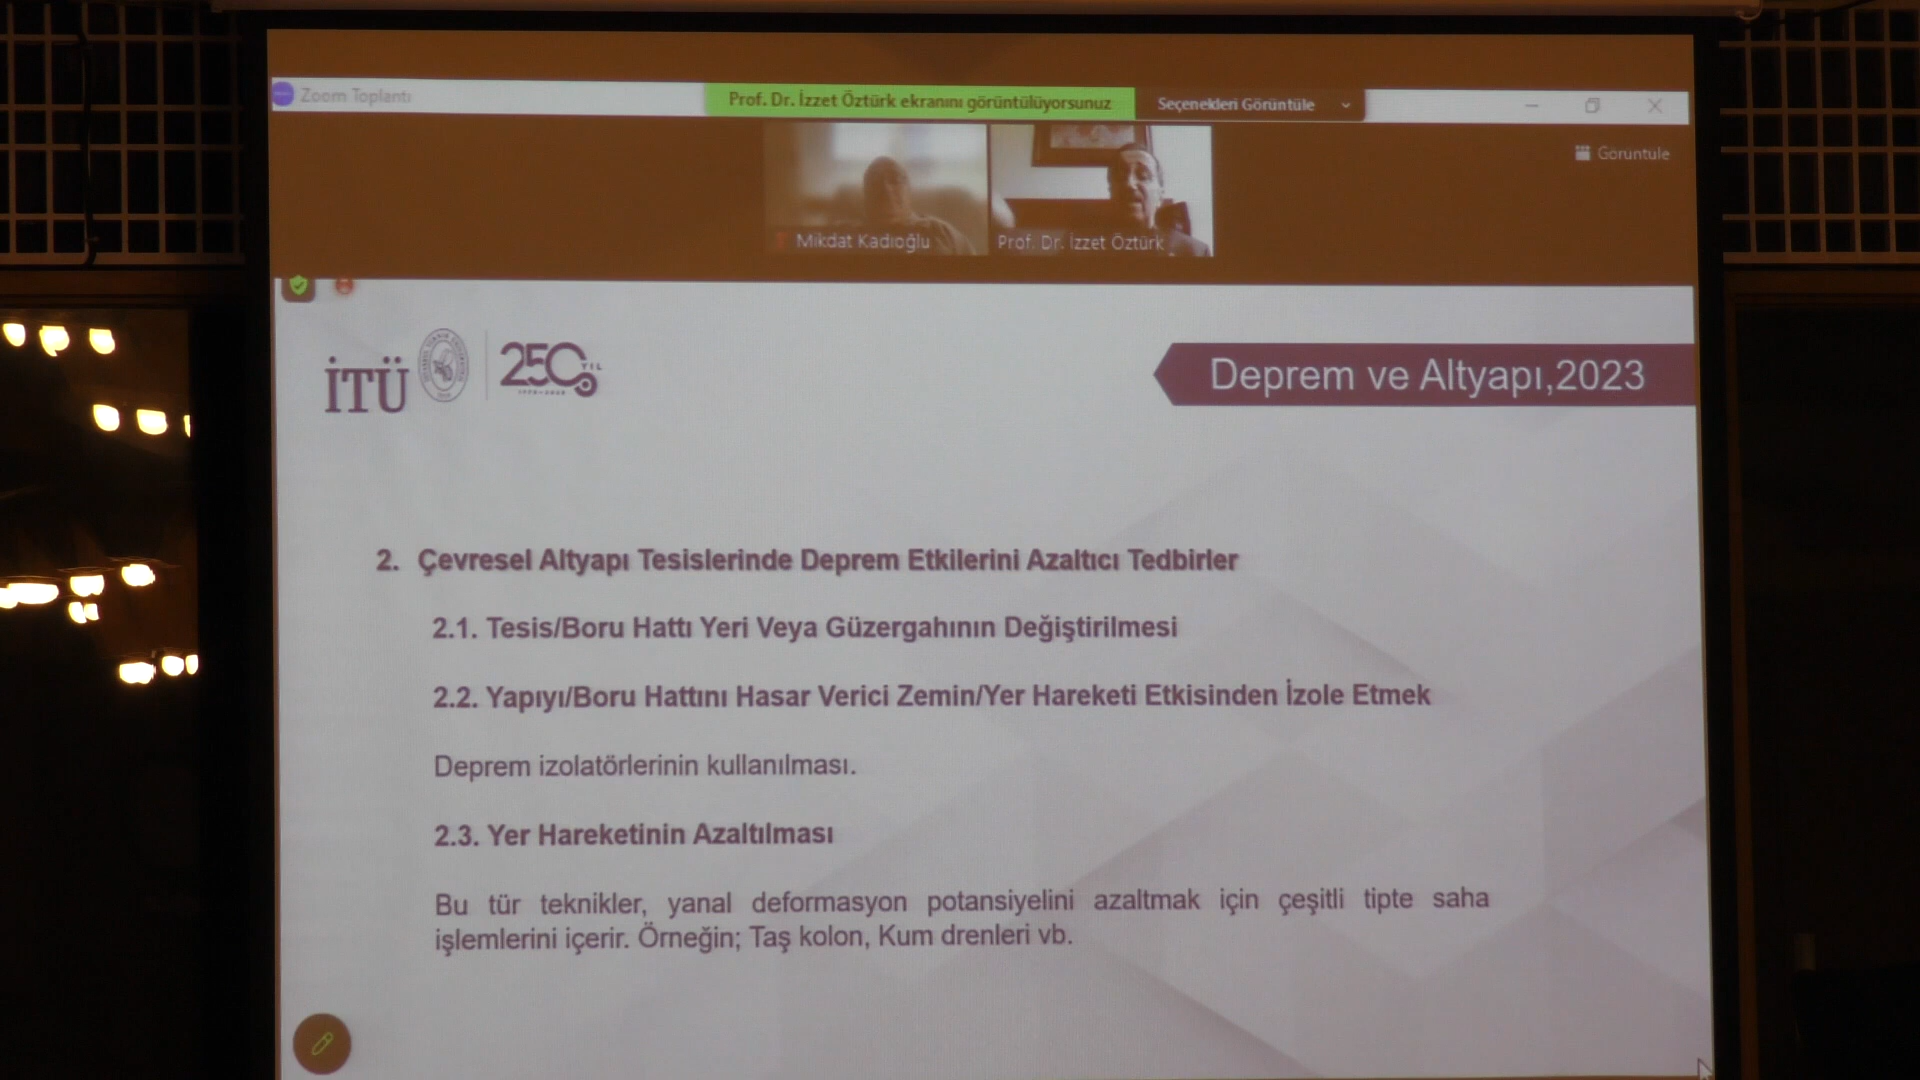 Zoom Toplantı
Prof. Dr. İzzet Öztürk ekranını görüntülüyorsunuz
Seçenekleri Görüntüle
Görüntüle
Mikdat Kadıoğlu
Prof. Dr. İzzet Öztürk
İTÜ
250
YIL
Deprem ve Altyapı,2023
2. Çevresel Altyapı Tesislerinde Deprem Etkilerini Azaltıcı Tedbirler
2.1. Tesis/Boru Hattı Yeri Veya Güzergahının Değiştirilmesi
2.2. Yapıyı/Boru Hattını Hasar Verici Zemin/Yer Hareketi Etkisinden İzole Etmek
Deprem izolatörlerinin kullanılması.
2.3. Yer Hareketinin Azaltılması
Bu tür teknikler, yanal deformasyon potansiyelini azaltmak için çeşitli tipte saha
işlemlerini içerir. Örneğin; Taş kolon, Kum drenleri vb.